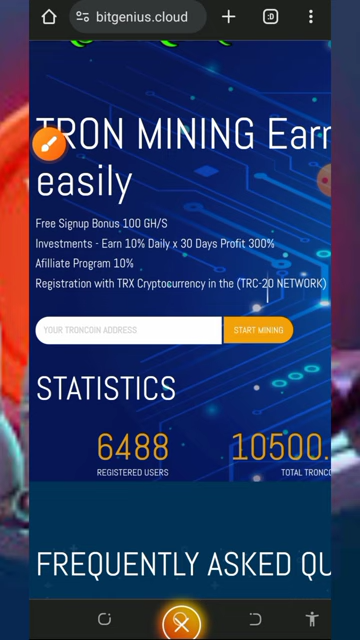 bitgenius.cloud
:D
TRON MINING Earn
easily
Free Signup Bonus 100 GH/S
Investments - Earn 10% Daily x 30 Days Profit 300%
Afilliate Program 10%
Registration with TRX Cryptocurrency in the (TRC-20 NETWORK)
YOUR TRONCOIN ADDRESS
START MINING
STATISTICS
6488
10500.
REGISTERED USERS
TOTAL TRONCO
FREQUENTLY ASKED QU